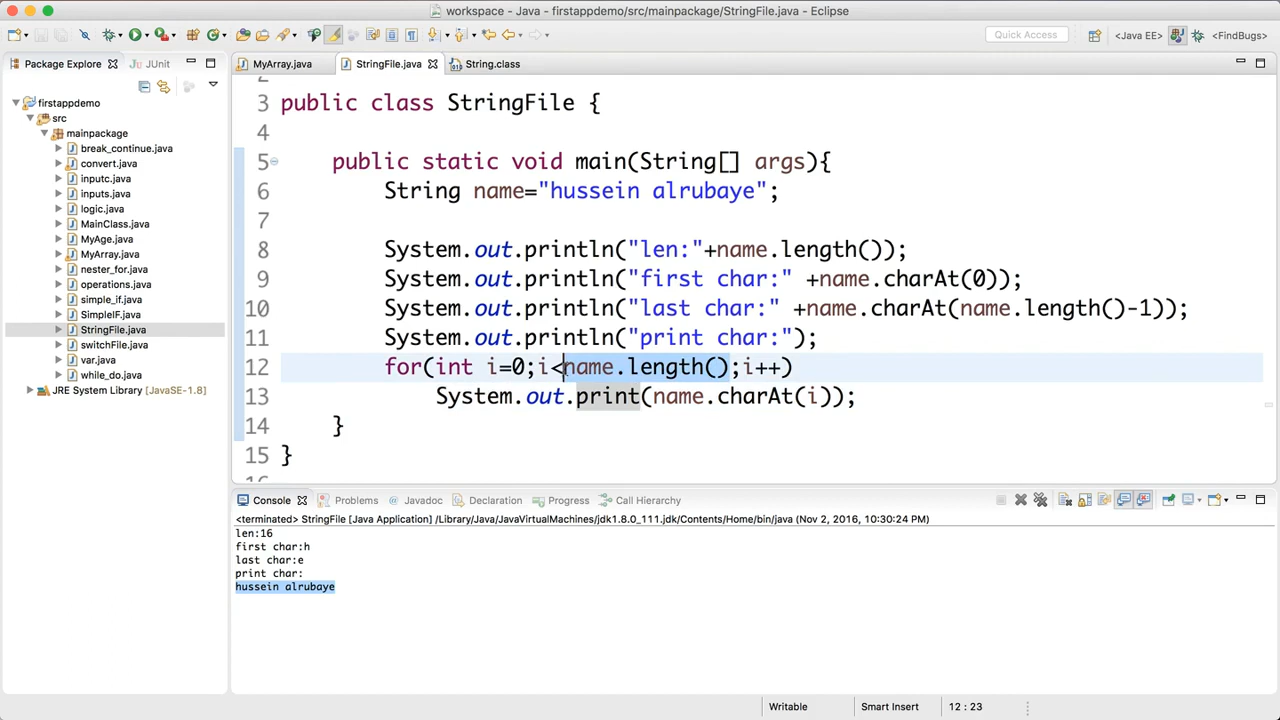 workspace - Java - firstappdemo/src/mainpackage/StringFile.java - Eclipse
Quick Access
<Java EE>
<FindBugs>
Package Explorer
JUnit
MyArray.java
StringFile.java
String.class
firstappdemo
src
mainpackage
break_continue.java
convert.java
inputc.java
inputs.java
logic.java
MainClass.java
MyAge.java
MyArray.java
nester_for.java
operations.java
simple_if.java
SimpleIF.java
StringFile.java
switchFile.java
var.java
while_do.java
JRE System Library [JavaSE-1.8]
2
3 public class StringFile {
4
5 public static void main(String[] args){
6 String name="hussein alrubaye";
7
8 System.out.println("len:"+name.length());
9 System.out.println("first char:" +name.charAt(0));
10 System.out.println("last char:" +name.charAt(name.length()-1));
11 System.out.println("print char:");
12 for(int i=0;i<name.length();i++)
13 System.out.print(name.charAt(i));
14 }
15 }
16
Console
Problems
Javadoc
Declaration
Progress
Call Hierarchy
<terminated> StringFile [Java Application] /Library/Java/JavaVirtualMachines/jdk1.8.0_111.jdk/Contents/Home/bin/java (Nov 2, 2016, 10:30:24 PM)
len:16
first char:h
last char:e
print char:
hussein alrubaye
Writable
Smart Insert
12 : 23